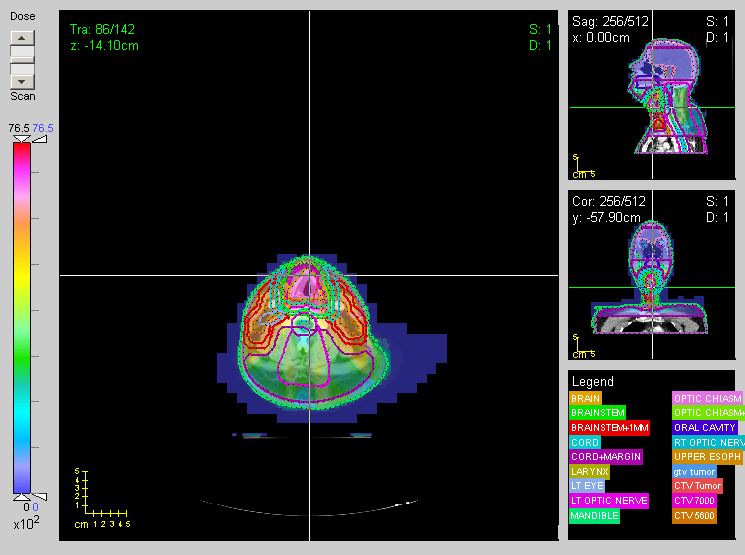 Dose
Scan
76.5 76.5
0 0
x10²
Tra: 86/142
z: -14.10cm
S: 1
D: 1
5
4
3
2
1
cm 1 2 3 4 5
Sag: 256/512
x: 0.00cm
S: 1
D: 1
5
cm 5
Cor: 256/512
y: -57.90cm
S: 1
D: 1
5
cm 5
Legend
BRAIN
BRAINSTEM
BRAINSTEM+1MM
CORD
CORD+MARGIN
LARYNX
LT EYE
LT OPTIC NERVE
MANDIBLE
OPTIC CHIASM
OPTIC CHIASM+
ORAL CAVITY
RT OPTIC NERV
UPPER ESOPH
gtv tumor
CTV Tumor
CTV7000
CTV5600